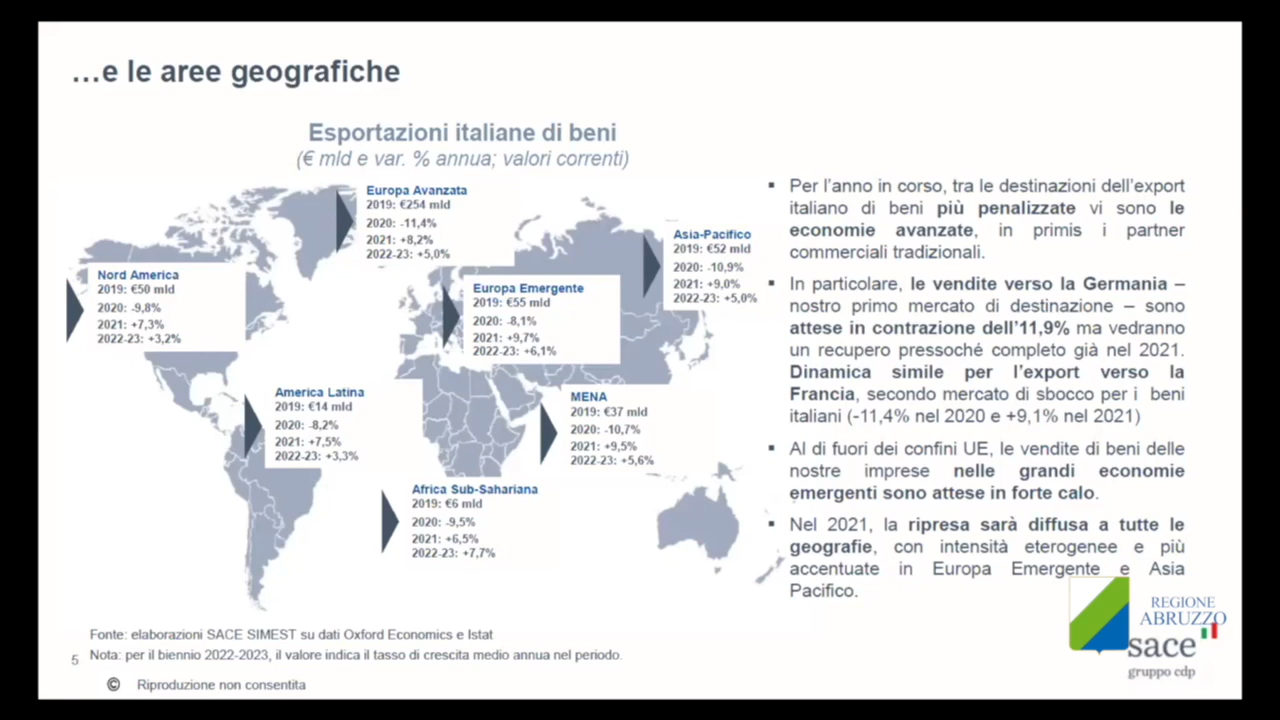 ...e le aree geografiche
Esportazioni italiane di beni
(€ mld e var. % annua; valori correnti)
Europa Avanzata
2019: €254 mld
2020: -11,4%
2021: +8,2%
2022-23: +5,0%
Asia-Pacifico
2019: €52 mld
2020: -10,9%
2021: +9,0%
2022-23: +5,0%
Nord America
2019: €50 mld
2020: -9,8%
2021: +7,3%
2022-23: +3,2%
Europa Emergente
2019: €55 mld
2020: -8,1%
2021: +9,7%
2022-23: +6,1%
America Latina
2019: €14 mld
2020: -8,2%
2021: +7,5%
2022-23: +3,3%
MENA
2019: €37 mld
2020: -10,7%
2021: +9,5%
2022-23: +5,6%
Africa Sub-Sahariana
2019: €6 mld
2020: -9,5%
2021: +6,5%
2022-23: +7,7%
▪ Per l'anno in corso, tra le destinazioni dell'export
italiano di beni più penalizzate vi sono le
economie avanzate, in primis i partner
commerciali tradizionali.
▪ In particolare, le vendite verso la Germania –
nostro primo mercato di destinazione – sono
attese in contrazione dell'11,9% ma vedranno
un recupero pressoché completo già nel 2021.
Dinamica simile per l'export verso la
Francia, secondo mercato di sbocco per i beni
italiani (-11,4% nel 2020 e +9,1% nel 2021)
▪ Al di fuori dei confini UE, le vendite di beni delle
nostre imprese nelle grandi economie
emergenti sono attese in forte calo.
▪ Nel 2021, la ripresa sarà diffusa a tutte le
geografie, con intensità eterogenee e più
accentuate in Europa Emergente e Asia
Pacifico.
Fonte: elaborazioni SACE SIMEST su dati Oxford Economics e Istat
5 Nota: per il biennio 2022-2023, il valore indica il tasso di crescita medio annua nel periodo.
© Riproduzione non consentita
REGIONE
ABRUZZO
sace
gruppo cdp